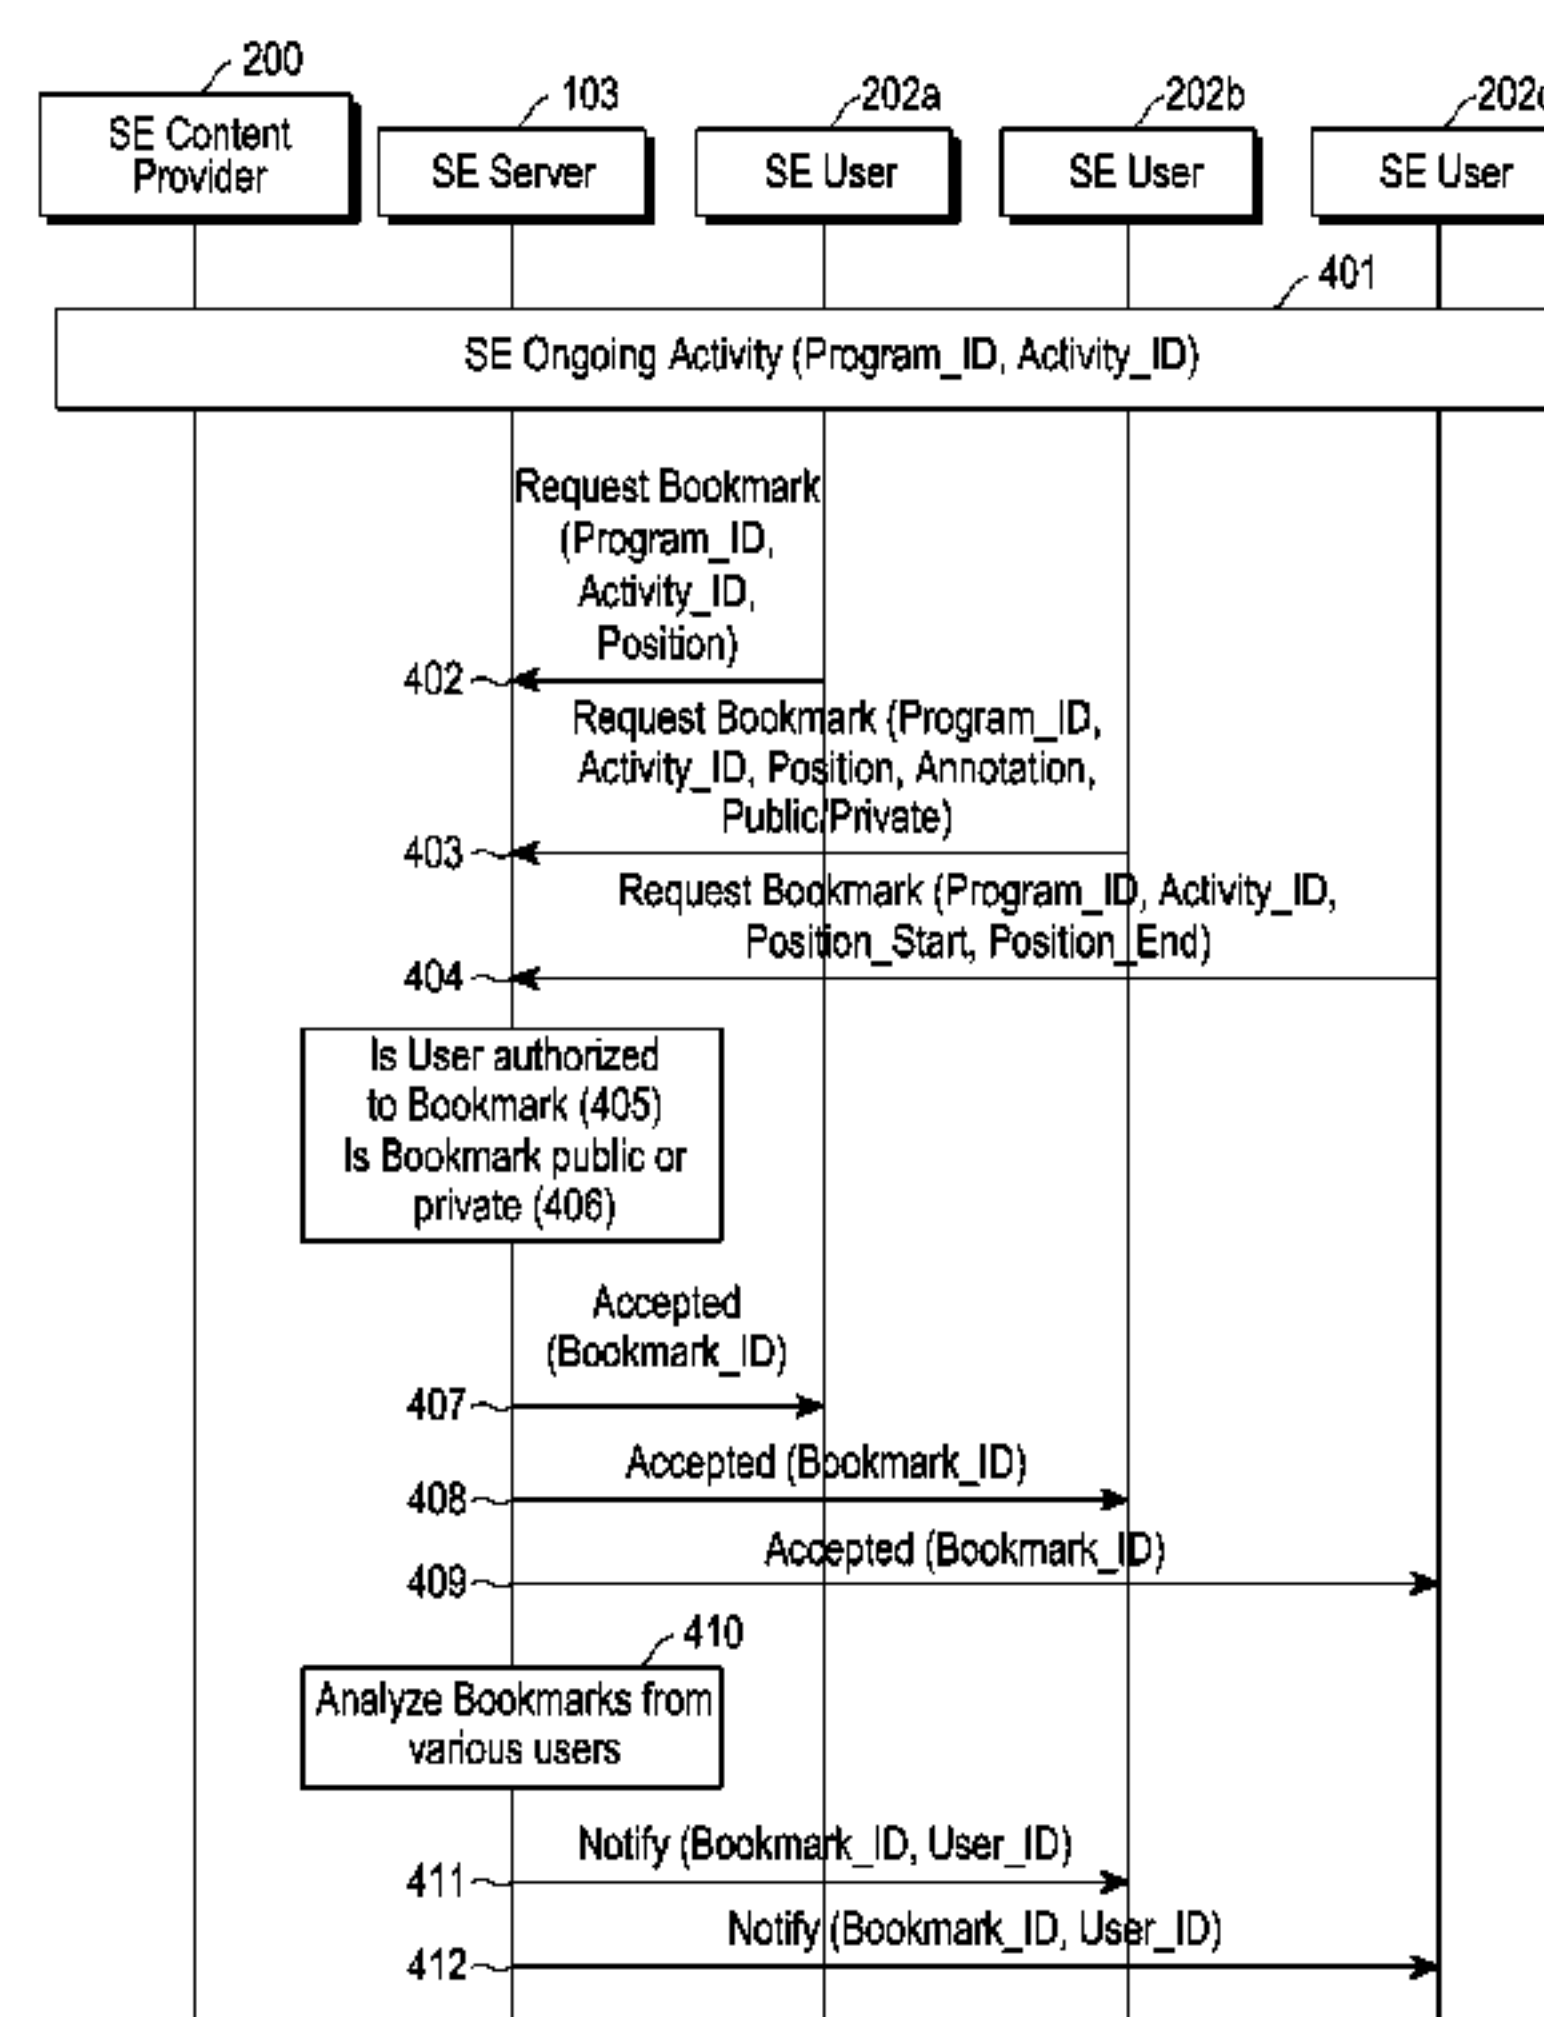 200
103
202a
202b
SE Content
Provider
SE Server
SE User
SE User
SE User
401
SE Ongoing Activity (Program_ID, Activity_ID)
Request Bookmark
(Program_ID,
Activity_ID,
Position)
402
Request Bookmark (Program_ID,
Activity_ID, Position, Annotation,
Public/Private)
403
Request Bookmark (Program_ID, Activity_ID,
Position_Start, Position_End)
404
Is User authorized
to Bookmark (405)
Is Bookmark public or
private (406)
Accepted
(Bookmark_ID)
407
Accepted (Bookmark_ID)
408
Accepted (Bookmark_ID)
409
410
Analyze Bookmarks from
various users
Notify (Bookmark_ID, User_ID)
411
Notify (Bookmark_ID, User_ID)
412